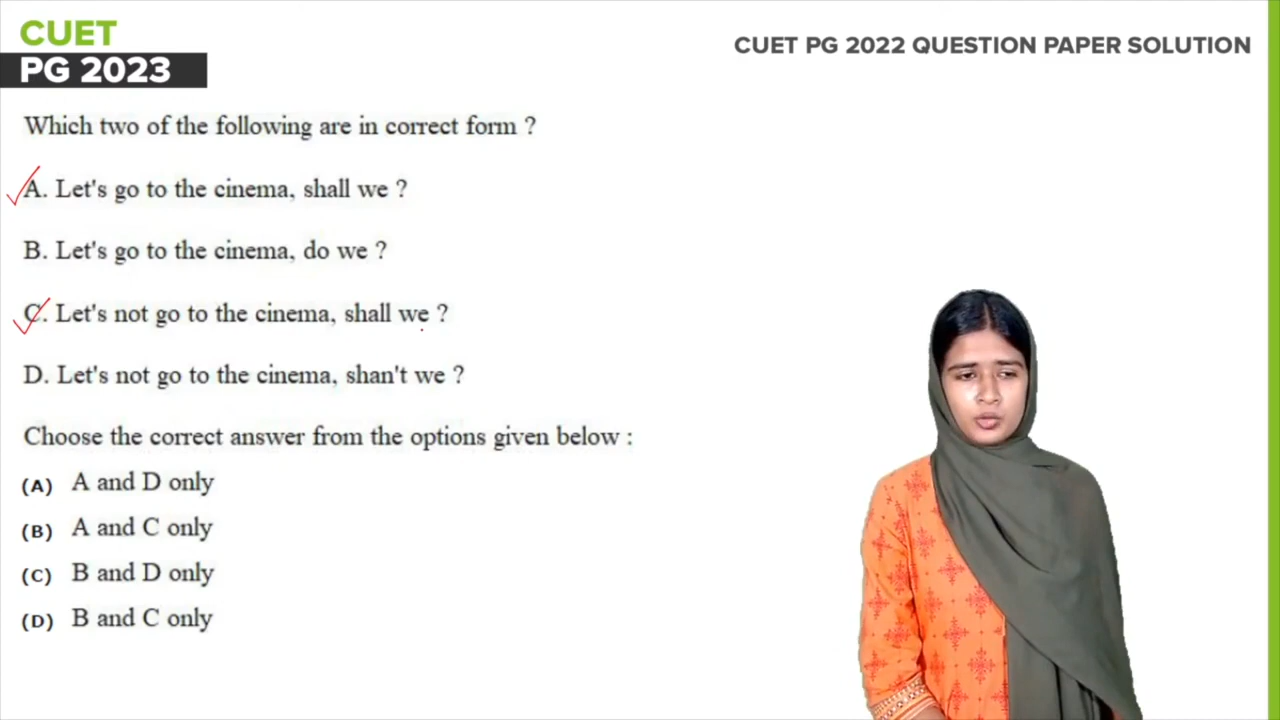 CUET
PG 2023
CUET PG 2022 QUESTION PAPER SOLUTION
Which two of the following are in correct form ?
A. Let's go to the cinema, shall we ?
B. Let's go to the cinema, do we ?
C. Let's not go to the cinema, shall we ?
D. Let's not go to the cinema, shan't we ?
Choose the correct answer from the options given below :
(A) A and D only
(B) A and C only
(C) B and D only
(D) B and C only